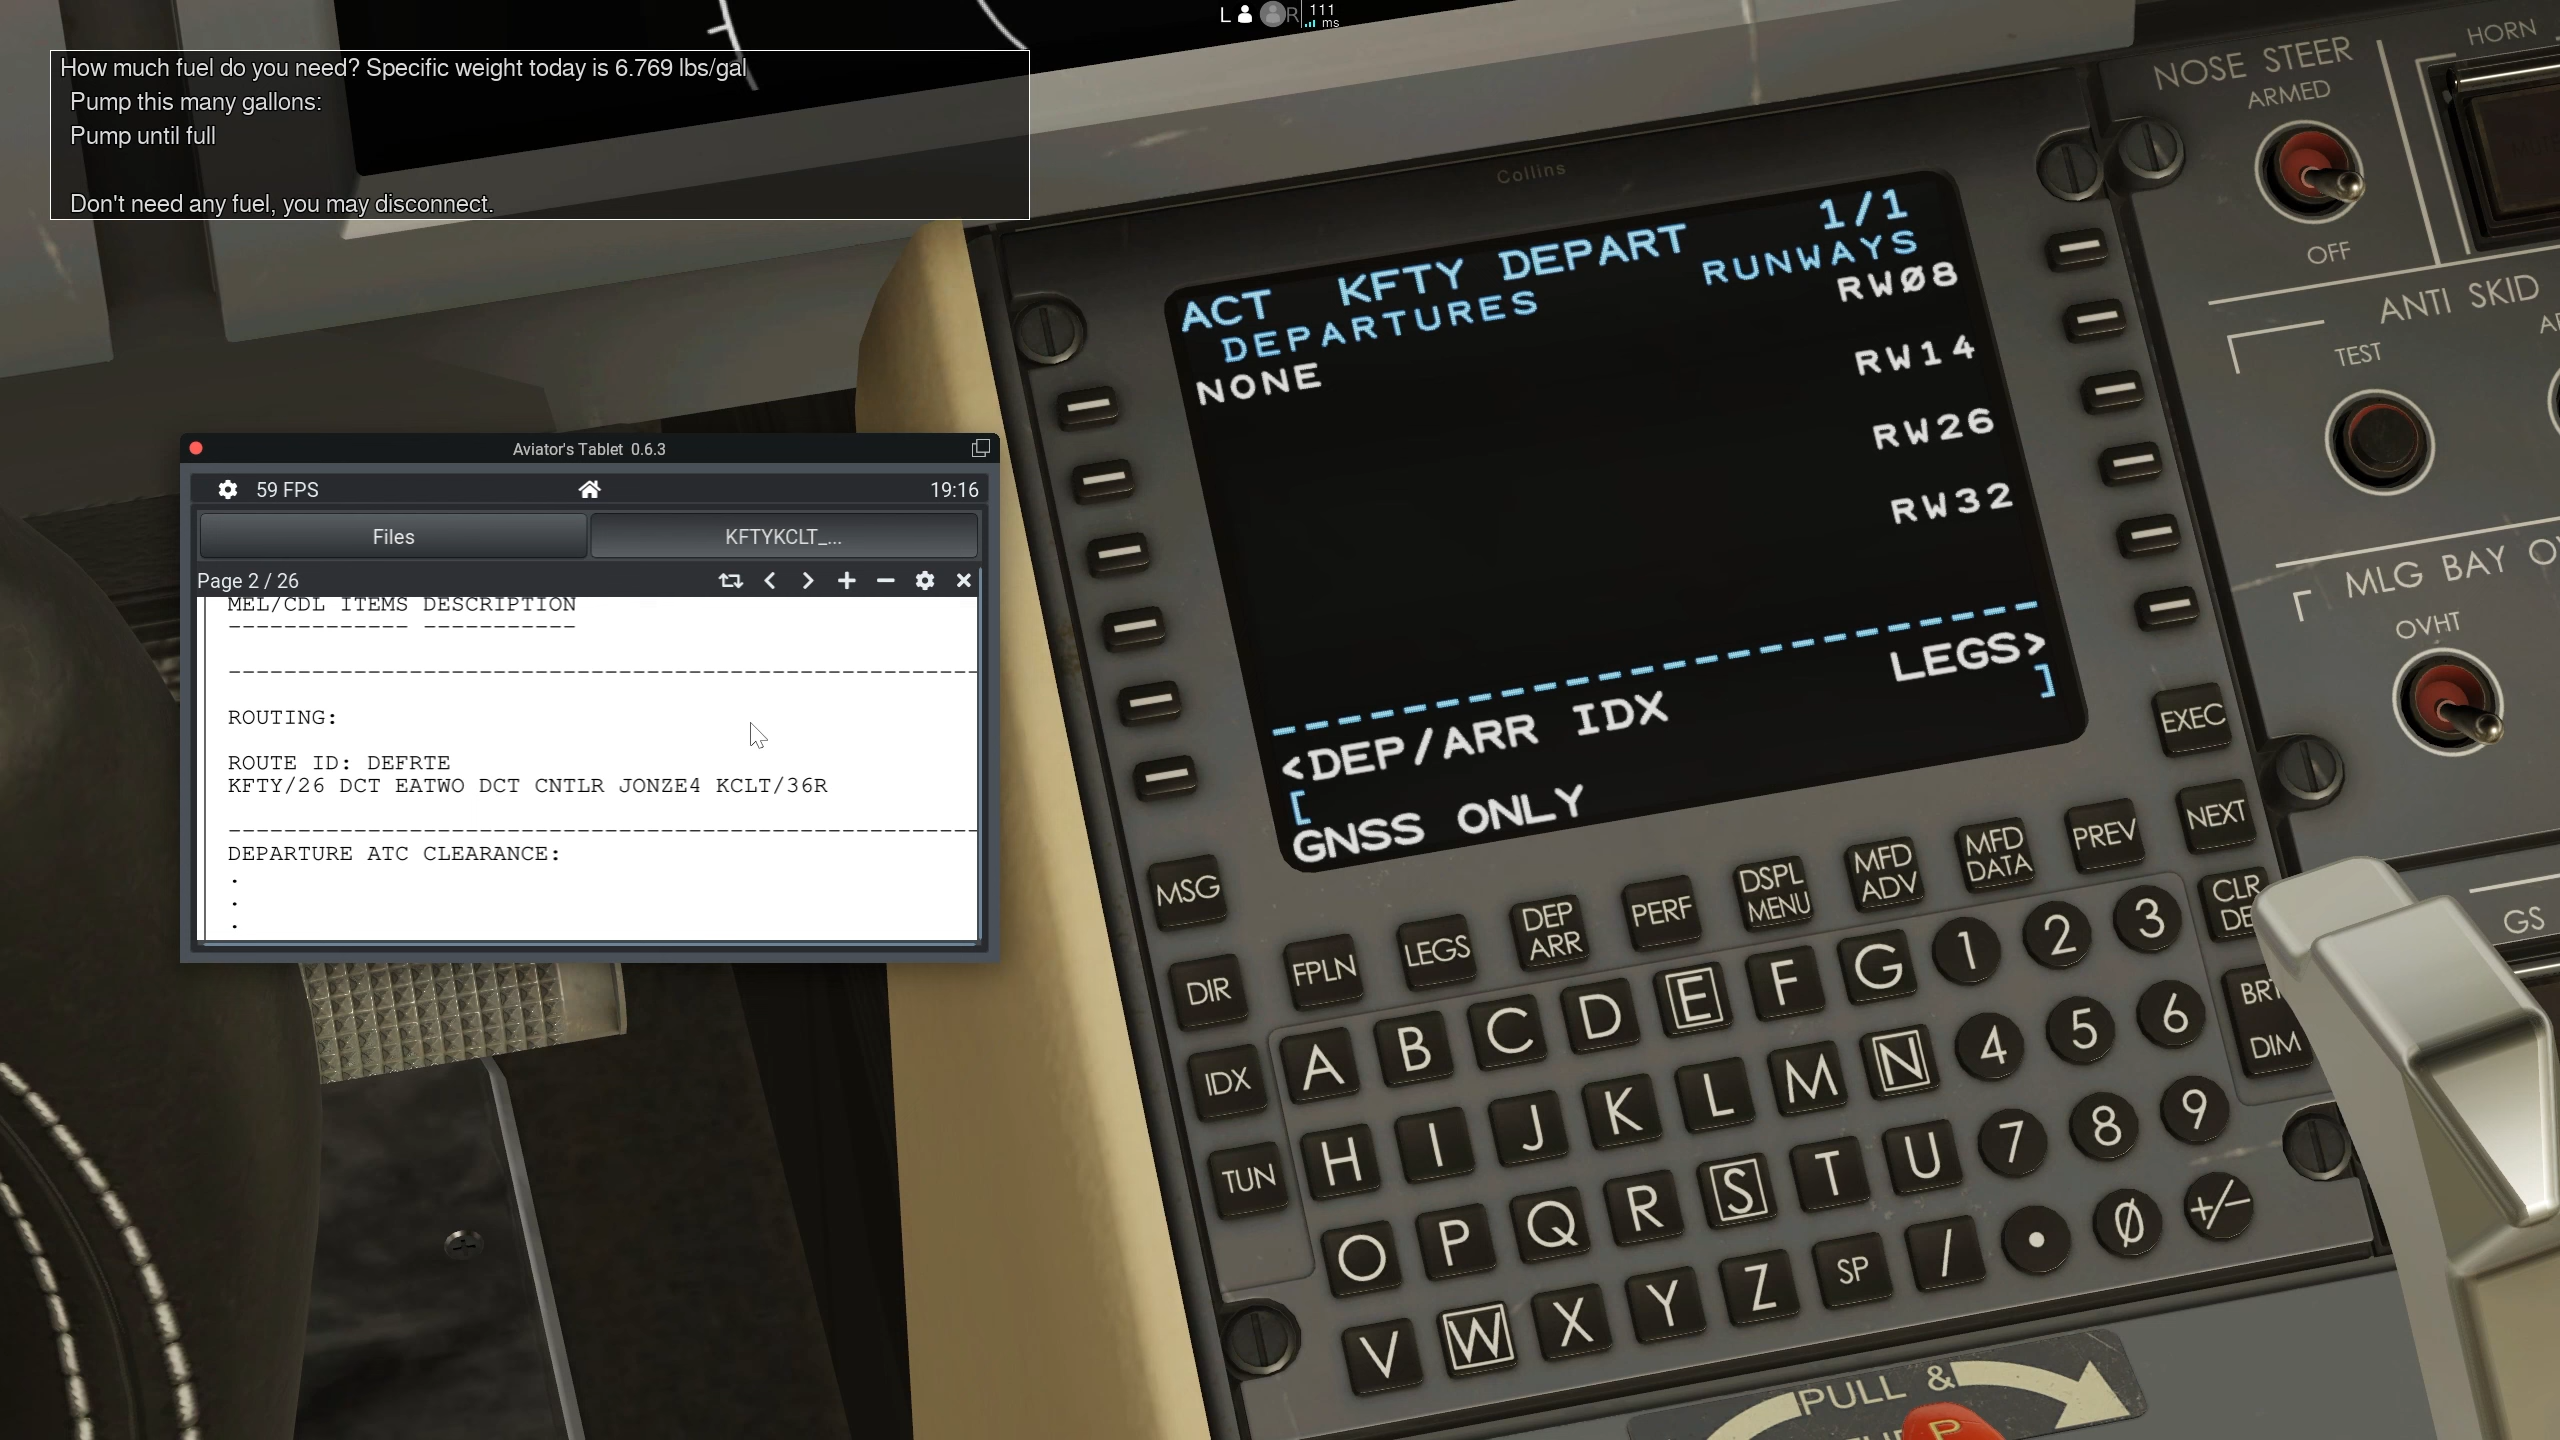 L R 111 ms
How much fuel do you need? Specific weight today is 6.769 lbs/gal
Pump this many gallons:
Pump until full
Don't need any fuel, you may disconnect.
Aviator's Tablet 0.6.3
59 FPS 19:16
Files KFTYKCLT_...
Page 2 / 26
MEL/CDL ITEMS DESCRIPTION
------------- -----------
ROUTING:
ROUTE ID: DEFRTE
KFTY/26 DCT EATWO DCT CNTLR JONZE4 KCLT/36R
DEPARTURE ATC CLEARANCE:
.
.
.
Collins
ACT KFTY DEPART 1/1
DEPARTURES RUNWAYS
NONE RWØ8
RW14
RW26
RW32
<DEP/ARR IDX LEGS>
[ ]
GNSS ONLY
MSG
DIR
IDX
TUN
FPLN
LEGS
DEP ARR
PERF
DSPL MENU
MFD ADV
MFD DATA
PREV
NEXT
EXEC
CLR
BRT
DIM
A B C D E F G 1 2 3
H I J K L M N 4 5 6
O P Q R S T U 7 8 9
V W X Y Z SP / . Ø +/-
NOSE STEER
ARMED
OFF
HORN
ANTI SKID
TEST
MLG BAY
OVHT
GS
PULL &